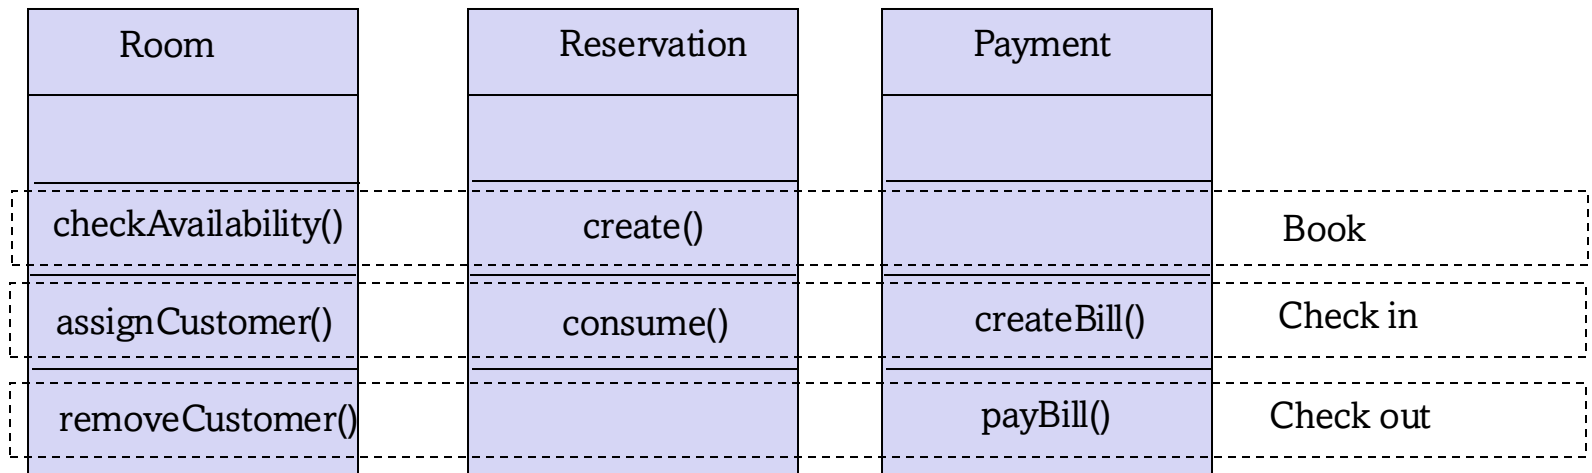 Room Reservation Payment
checkAvailability() create() Book
assignCustomer() consume() createBill() Check in
removeCustomer() payBill() Check out